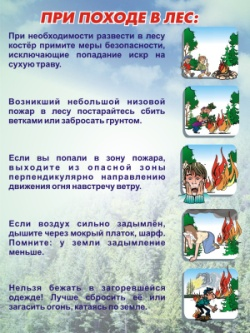 ПРИ ПОХОДЕ В ЛЕС:
При необходимости развести в лесу
костёр примите меры безопасности,
исключающие попадание искр на
сухую траву.
Возникший небольшой низовой
пожар в лесу постарайтесь сбить
ветками или забросать грунтом.
Если вы попали в зону пожара,
выходите из опасной зоны
перпендикулярно направлению
движения огня навстречу ветру.
Если воздух сильно задымлён,
дышите через мокрый платок, шарф.
Помните: у земли задымление
меньше.
Нельзя бежать в загоревшейся
одежде! Лучше сбросить её или
загасить огонь, катаясь по земле.